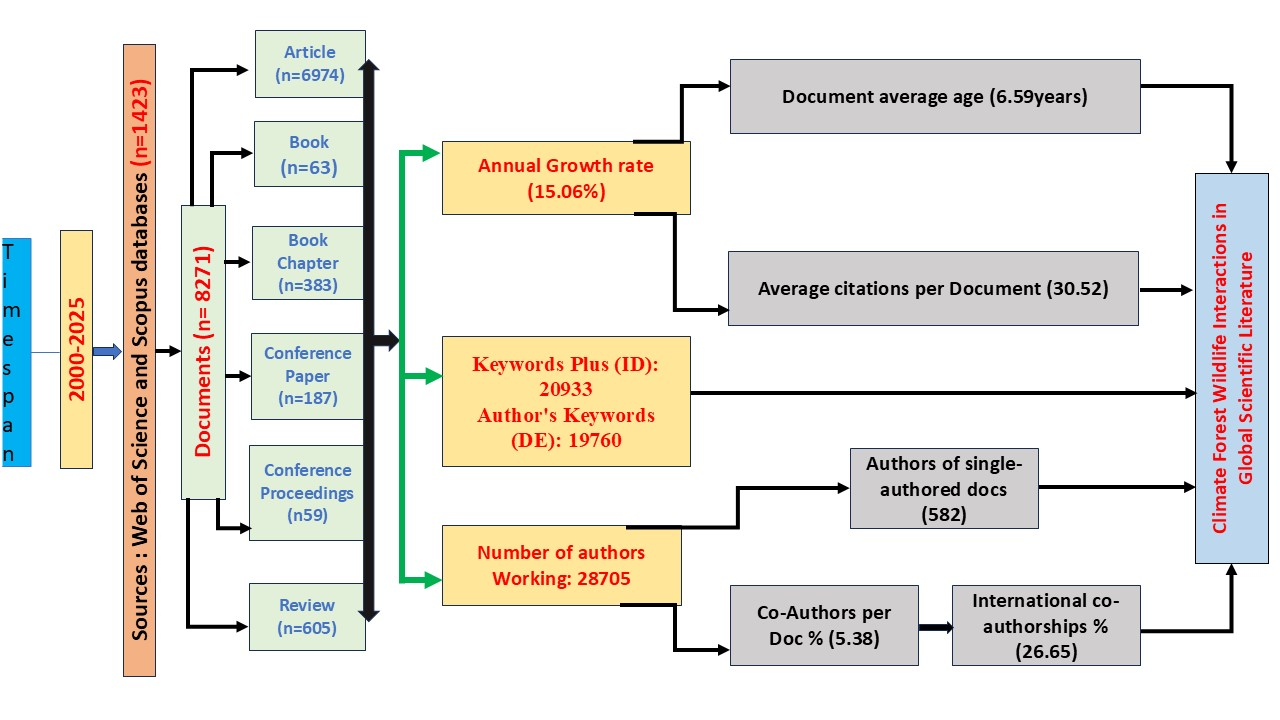 Timespan
2000-2025
Sources : Web of Science and Scopus databases (n=1423)
Documents (n= 8271)
Article
(n=6974)
Book
(n=63)
Book
Chapter
(n=383)
Conference
Paper
(n=187)
Conference
Proceedings
(n59)
Review
(n=605)
Annual Growth rate
(15.06%)
Keywords Plus (ID):
20933
Author's Keywords
(DE): 19760
Number of authors
Working: 28705
Document average age (6.59years)
Average citations per Document (30.52)
Authors of single-
authored docs
(582)
Co-Authors per
Doc % (5.38)
International co-
authorships %
(26.65)
Climate Forest Wildlife Interactions in
Global Scientific Literature